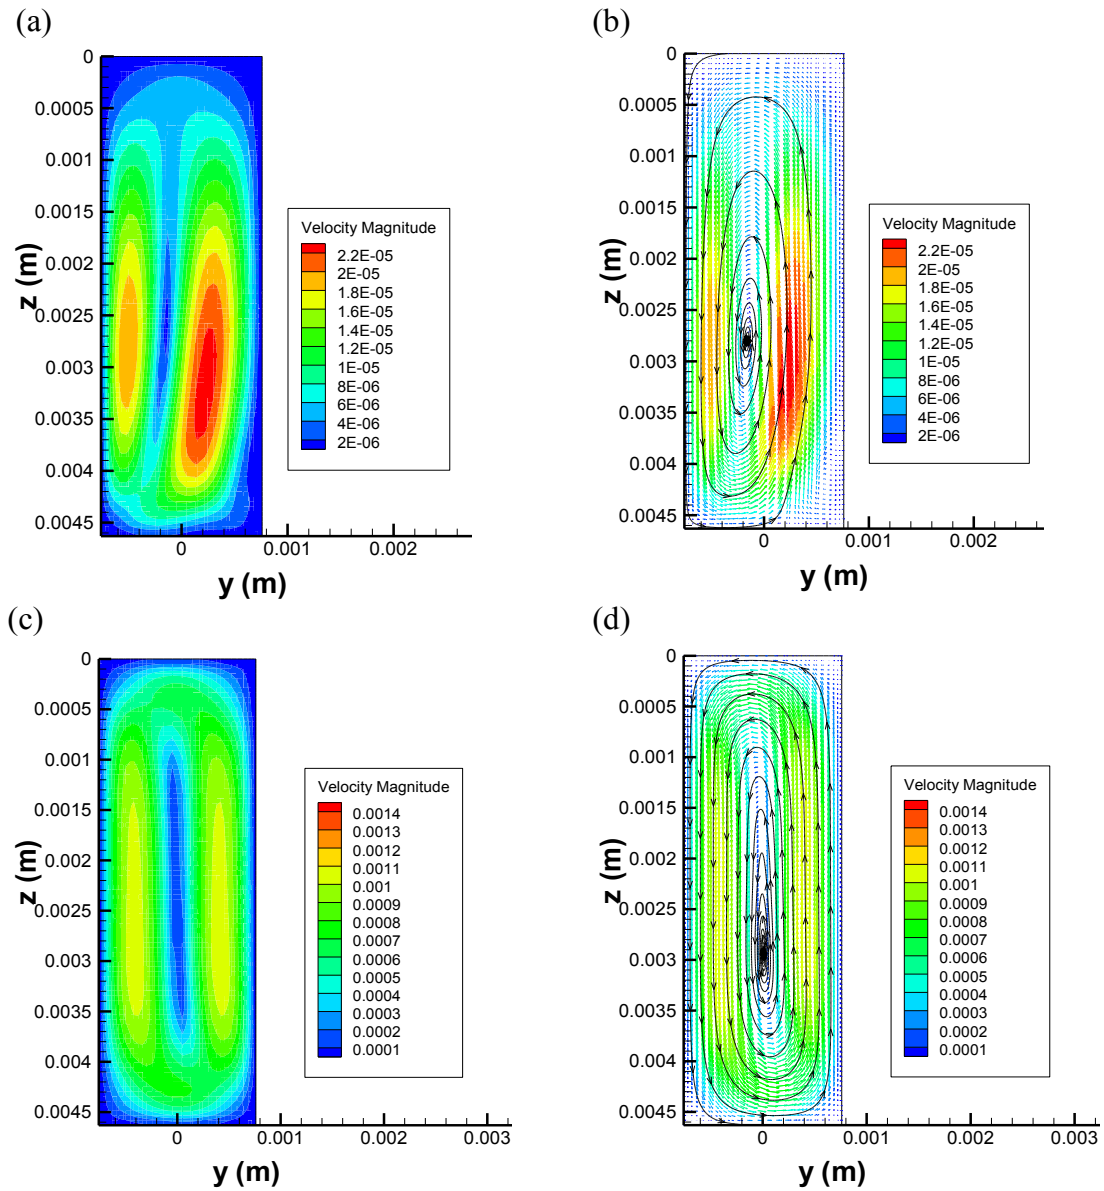 (a)
0
0.0005
0.001
0.0015
0.002
0.0025
0.003
0.0035
0.004
0.0045
z (m)
0
0.001
0.002
y (m)
Velocity Magnitude
2.2E-05
2E-05
1.8E-05
1.6E-05
1.4E-05
1.2E-05
1E-05
8E-06
6E-06
4E-06
2E-06
(b)
0
0.0005
0.001
0.0015
0.002
0.0025
0.003
0.0035
0.004
0.0045
z (m)
0
0.001
0.002
y (m)
Velocity Magnitude
2.2E-05
2E-05
1.8E-05
1.6E-05
1.4E-05
1.2E-05
1E-05
8E-06
6E-06
4E-06
2E-06
(c)
0
0.0005
0.001
0.0015
0.002
0.0025
0.003
0.0035
0.004
0.0045
z (m)
0
0.001
0.002
0.003
y (m)
Velocity Magnitude
0.0014
0.0013
0.0012
0.0011
0.001
0.0009
0.0008
0.0007
0.0006
0.0005
0.0004
0.0003
0.0002
0.0001
(d)
0
0.0005
0.001
0.0015
0.002
0.0025
0.003
0.0035
0.004
0.0045
z (m)
0
0.001
0.002
0.003
y (m)
Velocity Magnitude
0.0014
0.0013
0.0012
0.0011
0.001
0.0009
0.0008
0.0007
0.0006
0.0005
0.0004
0.0003
0.0002
0.0001